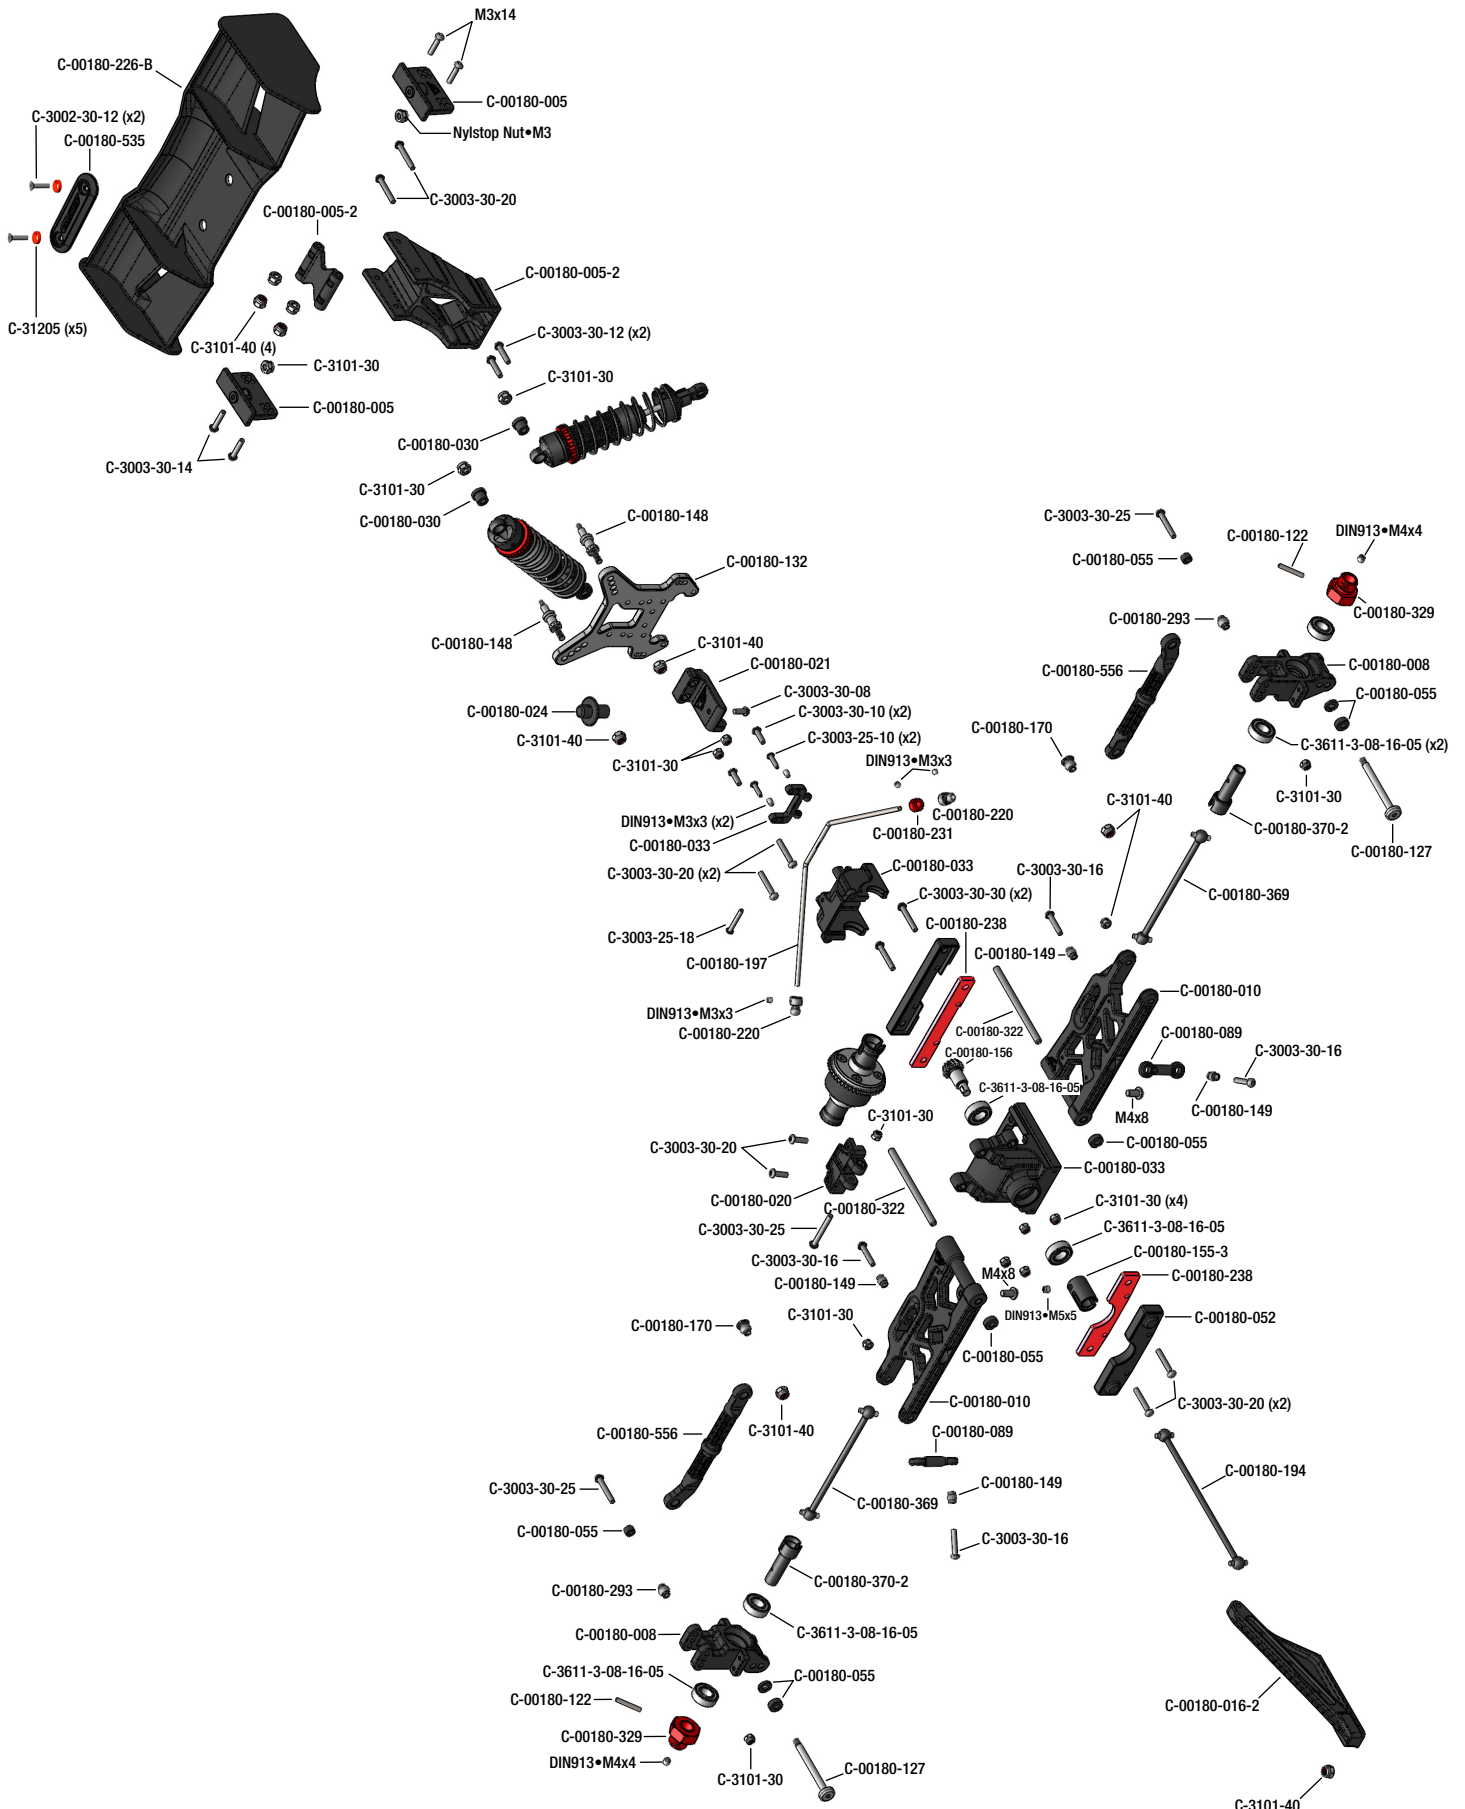 M3x14
C-00180-226-B
C-00180-005
C-3002-30-12 (x2)
Nylstop Nut•M3
C-00180-535
C-3003-30-20
C-00180-005-2
C-00180-005-2
C-31205 (x5)
C-3003-30-12 (x2)
C-3101-40 (4)
C-3101-30
C-3101-30
C-00180-005
C-00180-030
C-3003-30-14
C-3101-30
C-00180-030
C-00180-148
C-3003-30-25
C-00180-122
DIN913•M4x4
C-00180-055
C-00180-132
C-00180-329
C-00180-293
C-00180-148
C-3101-40
C-00180-021
C-00180-556
C-00180-008
C-3003-30-08
C-00180-055
C-00180-024
C-3003-30-10 (x2)
C-00180-170
C-3101-40
C-3003-25-10 (x2)
C-3611-3-08-16-05 (x2)
C-3101-30
DIN913•M3x3
C-3101-30
C-3101-40
DIN913•M3x3 (x2)
C-00180-220
C-00180-231
C-00180-370-2
C-00180-033
C-00180-127
C-00180-033
C-3003-30-20 (x2)
C-3003-30-16
C-3003-30-30 (x2)
C-00180-369
C-00180-238
C-3003-25-18
C-00180-149
C-00180-197
C-00180-010
DIN913•M3x3
C-00180-220
C-00180-322
C-00180-089
C-00180-156
C-3003-30-16
C-3611-3-08-16-05
C-3101-30
M4x8
C-00180-149
C-3003-30-20
C-00180-055
C-00180-033
C-00180-020
C-00180-322
C-3101-30 (x4)
C-3003-30-25
C-3611-3-08-16-05
C-3003-30-16
C-00180-155-3
M4x8
C-00180-238
C-00180-149
C-3101-30
DIN913•M5x5
C-00180-052
C-00180-170
C-00180-055
C-00180-010
C-3003-30-20 (x2)
C-3101-40
C-00180-556
C-00180-089
C-00180-194
C-3003-30-25
C-00180-149
C-00180-369
C-00180-055
C-3003-30-16
C-00180-370-2
C-00180-293
C-3611-3-08-16-05
C-00180-008
C-3611-3-08-16-05
C-00180-055
C-00180-122
C-00180-016-2
C-00180-329
DIN913•M4x4
C-00180-127
C-3101-30
C-3101-40